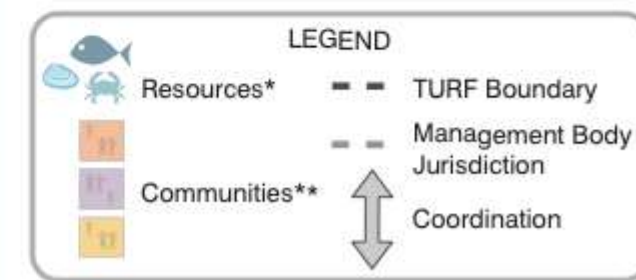 LEGEND
Resources*
TURF Boundary
Management Body
Jurisdiction
Communities**
Coordination